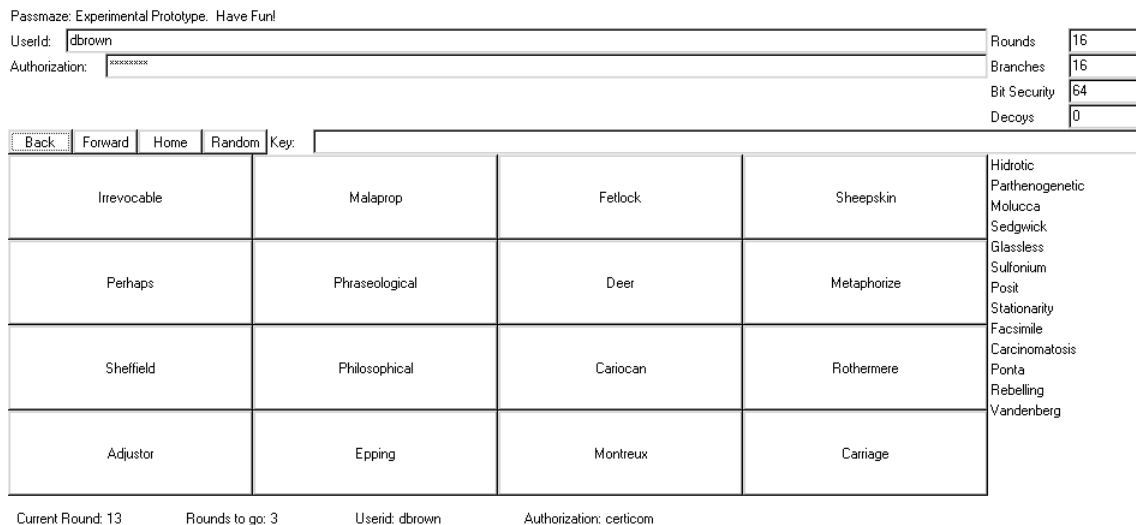 Passmaze: Experimental Prototype.  Have Fun!
UserId: dbrown
Authorization: xxxxxxxx
Rounds 16
Branches 16
Bit Security 64
Decoys 0
Back Forward Home Random Key:
Irrevocable Malaprop Fetlock Sheepskin
Perhaps Phraseological Deer Metaphorize
Sheffield Philosophical Cariocan Rothermere
Adjustor Epping Montreux Carriage
Hidrotic
Parthenogenetic
Molucca
Sedgwick
Glassless
Sulfonium
Posit
Stationarity
Facsimile
Carcinomatosis
Ponta
Rebelling
Vandenberg
Current Round: 13 Rounds to go: 3 Userid: dbrown Authorization: certicom